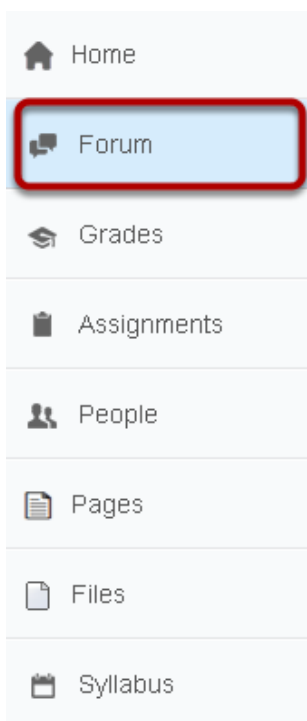 Home
Forum
Grades
Assignments
People
Pages
Files
Syllabus